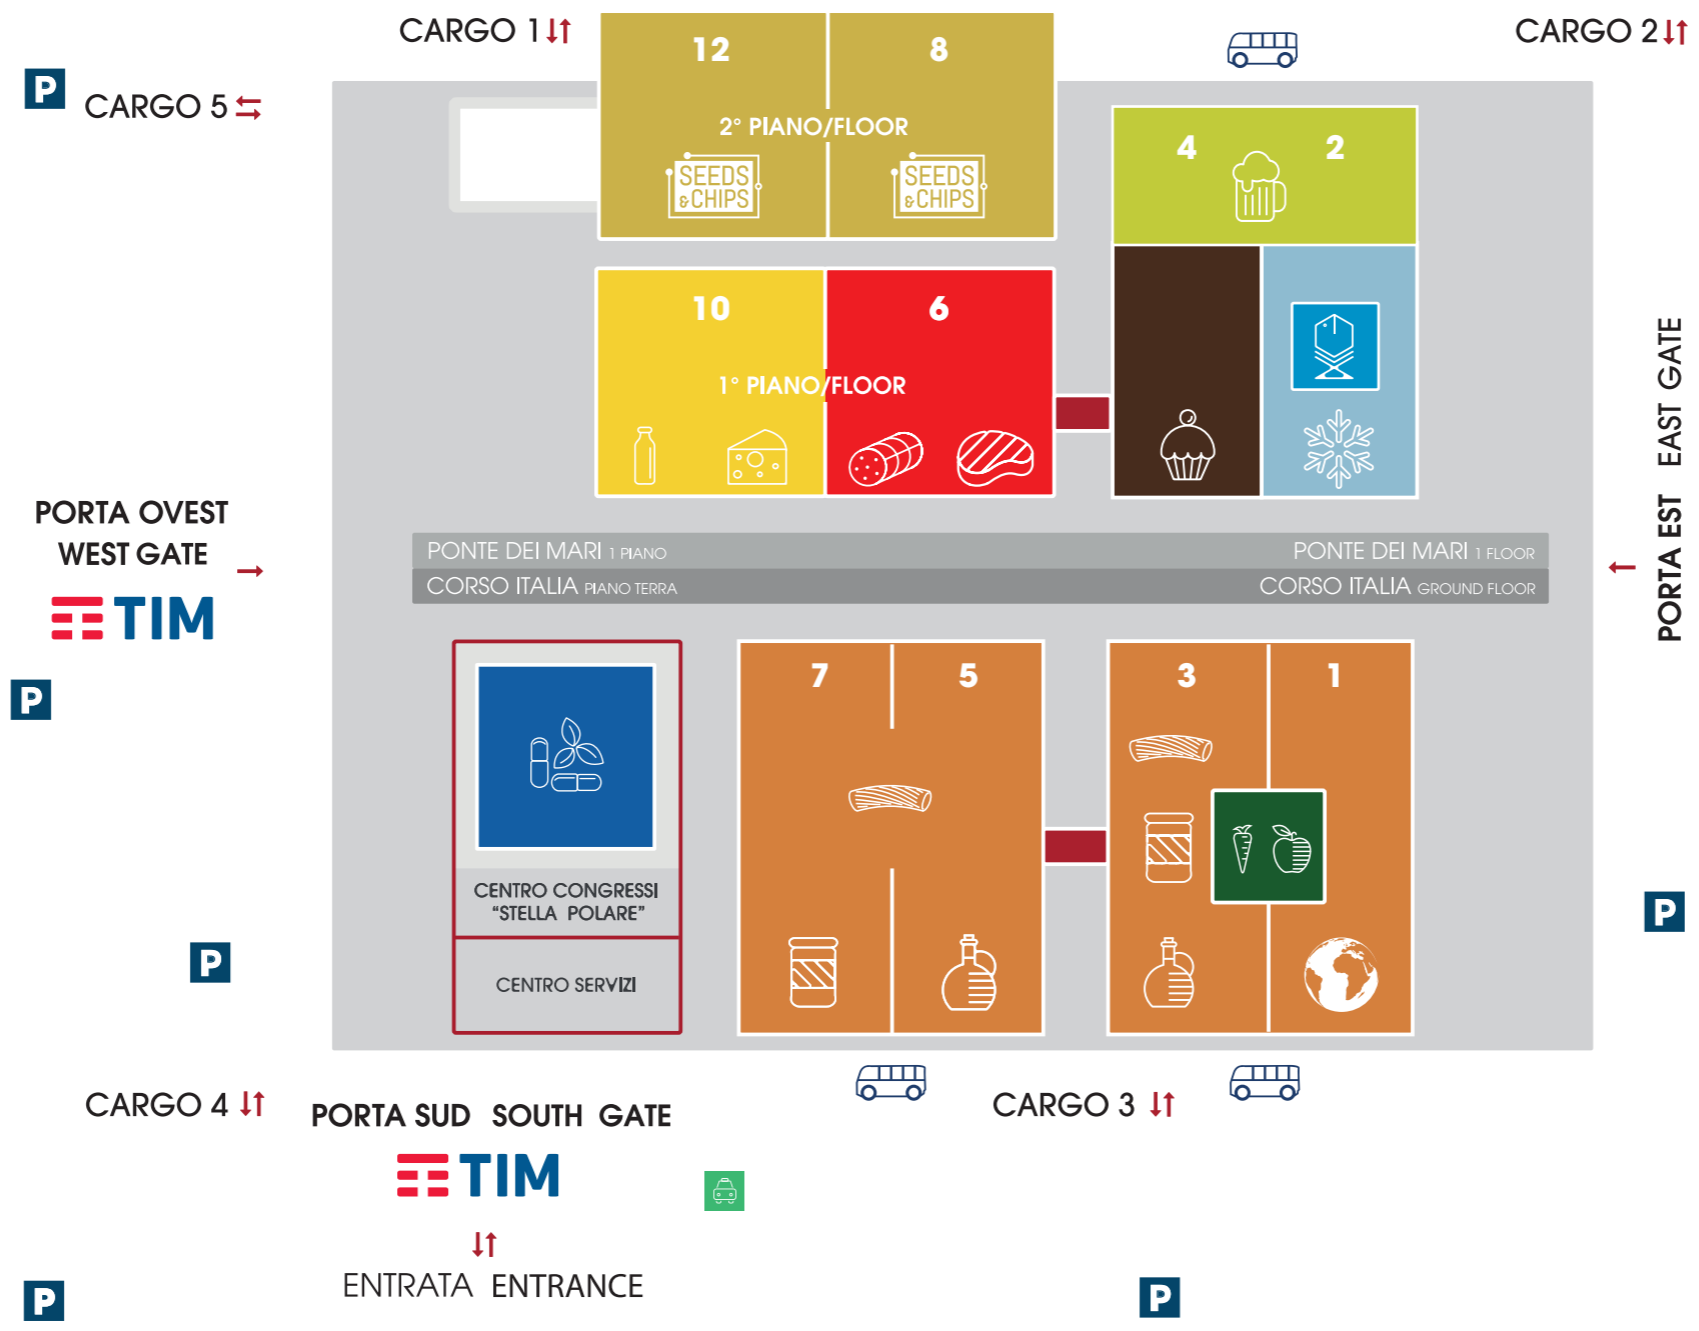 CARGO 1
CARGO 2
P
CARGO 5
12
8
2° PIANO/FLOOR
SEEDS
& CHIPS
SEEDS
& CHIPS
4
2
10
6
1° PIANO/FLOOR
PORTA OVEST
WEST GATE
TIM
PORTA EST EAST GATE
PONTE DEI MARI 1 PIANO
PONTE DEI MARI 1 FLOOR
CORSO ITALIA PIANO TERRA
CORSO ITALIA GROUND FLOOR
P
7
5
3
1
CENTRO CONGRESSI
“STELLA POLARE”
CENTRO SERVIZI
P
P
CARGO 4
PORTA SUD SOUTH GATE
TIM
CARGO 3
ENTRATA ENTRANCE
P
P